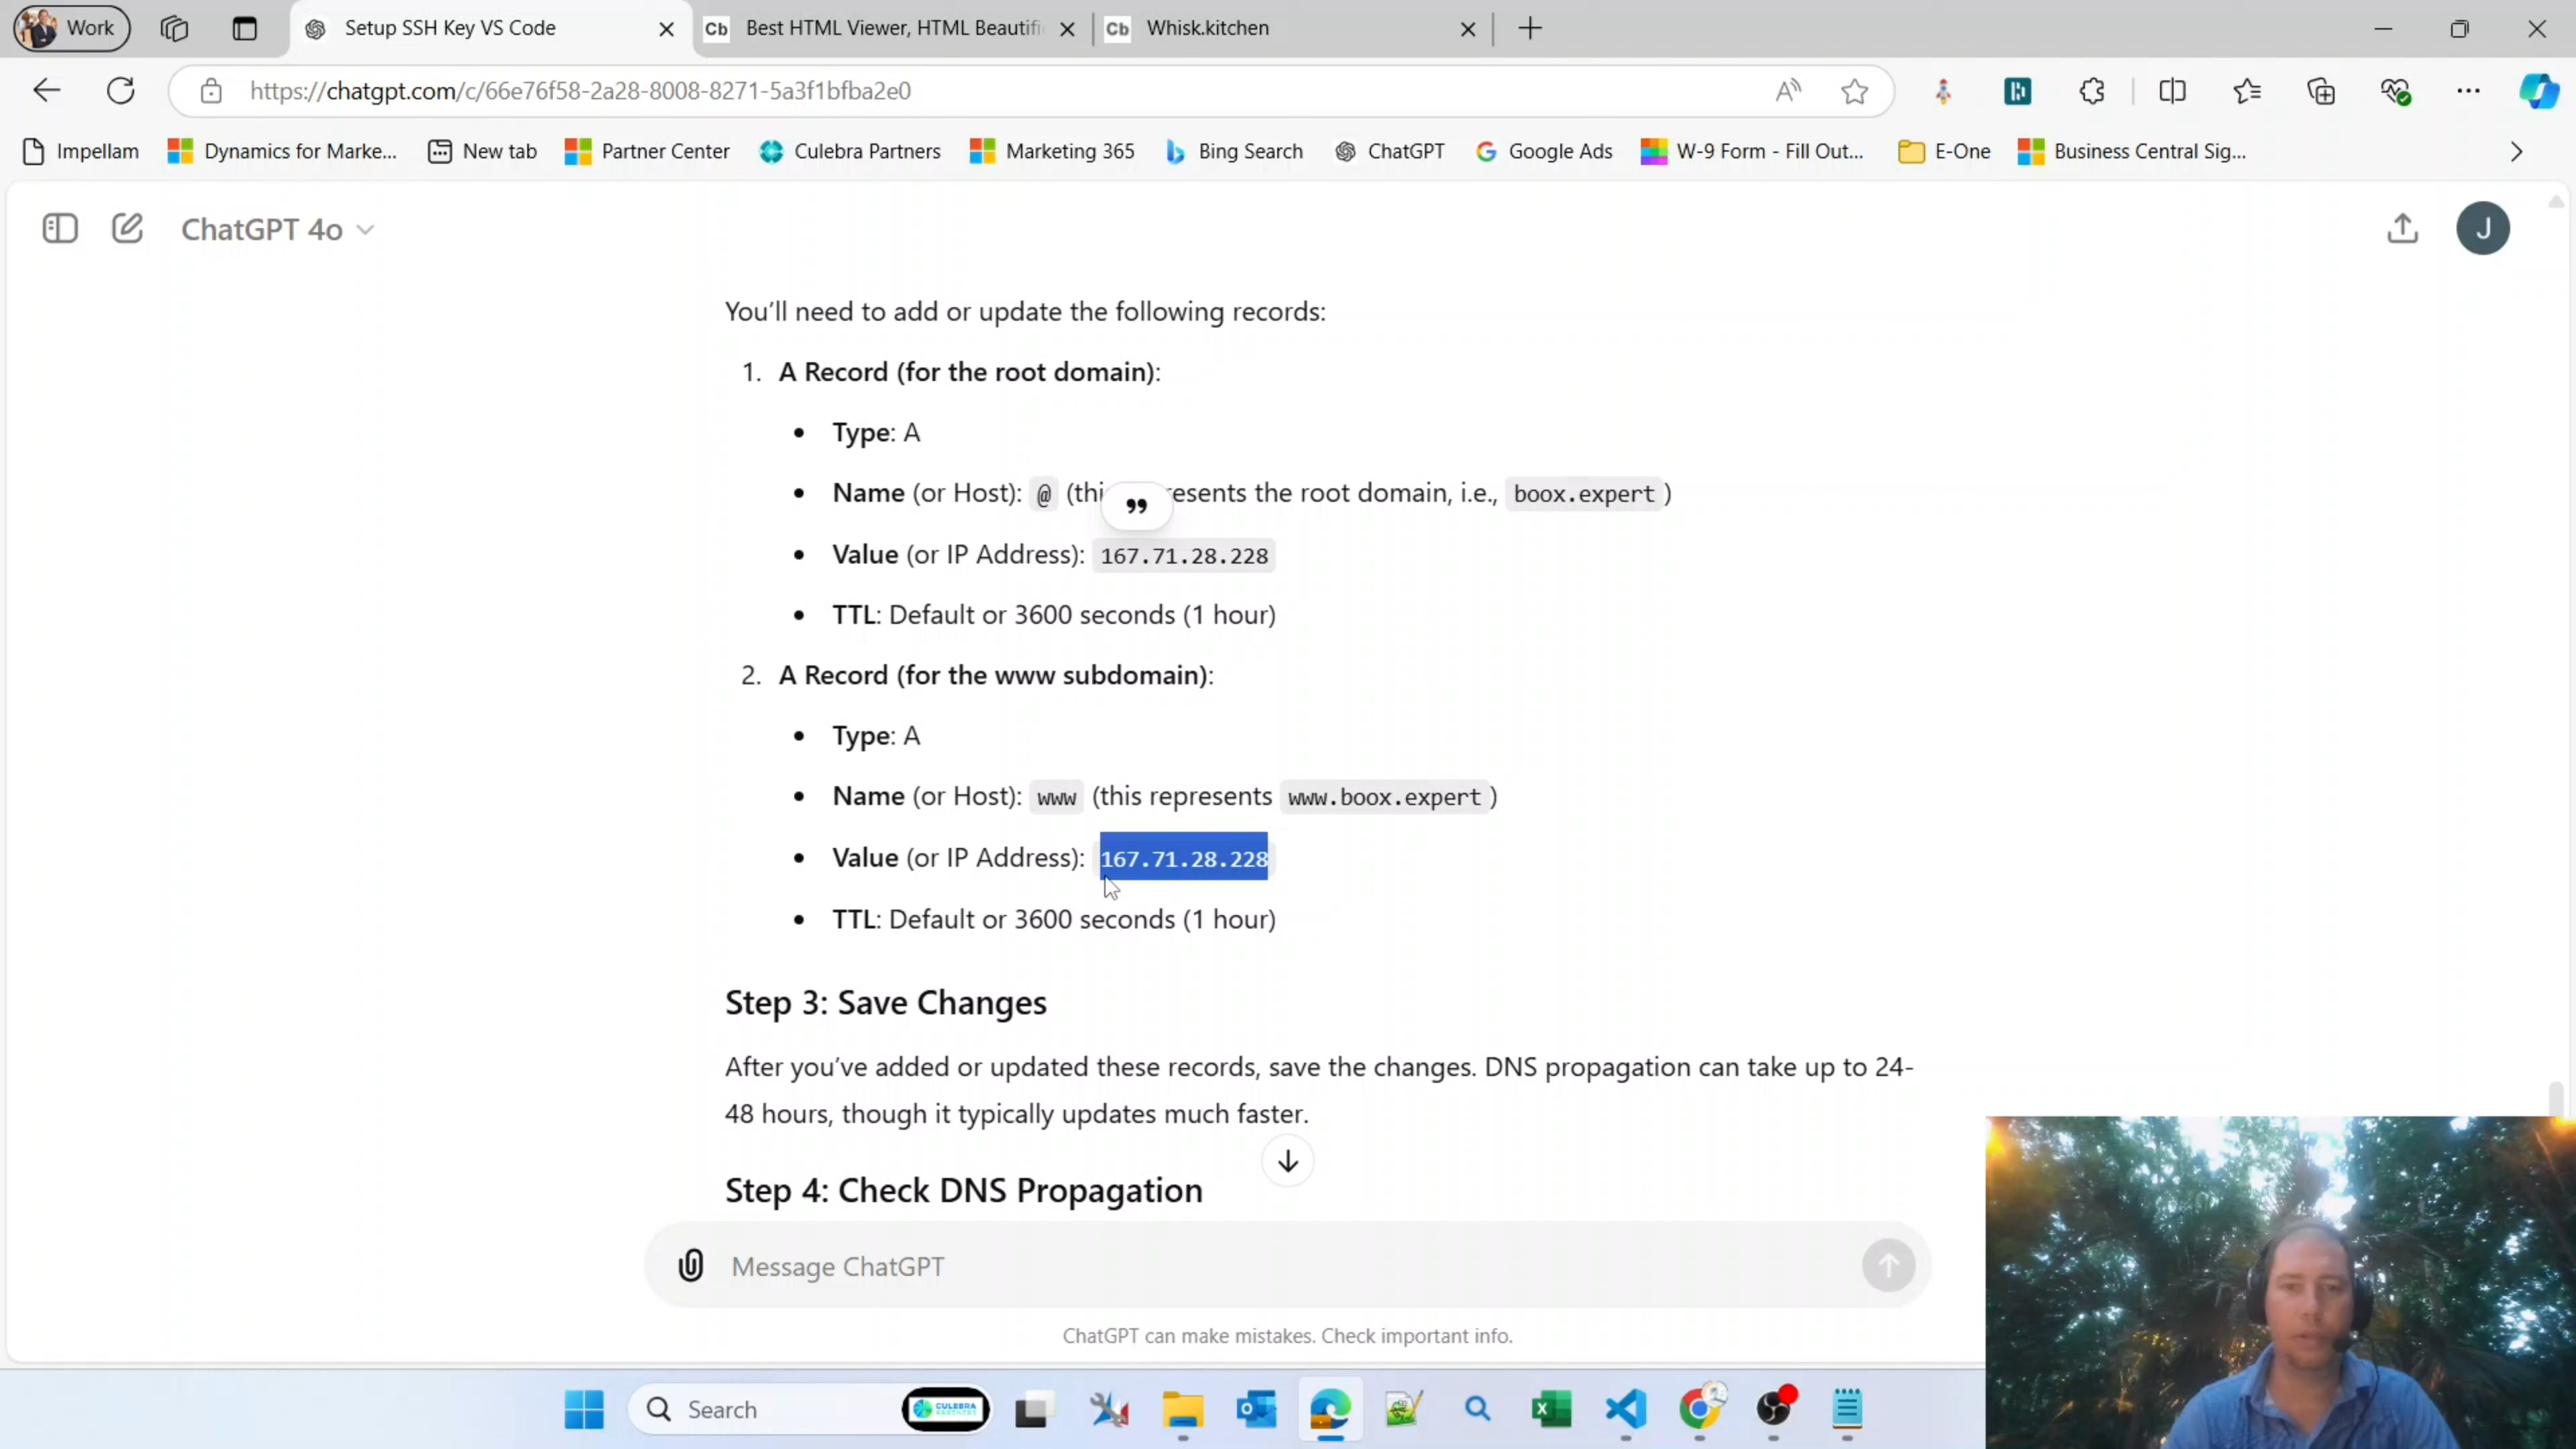 Work
Setup SSH Key VS Code
Cb Best HTML Viewer, HTML Beautifi
Cb Whisk.kitchen
https://chatgpt.com/c/66e76f58-2a28-8008-8271-5a3f1bfba2e0
Impellam
Dynamics for Marke...
New tab
Partner Center
Culebra Partners
Marketing 365
Bing Search
ChatGPT
Google Ads
W-9 Form - Fill Out...
E-One
Business Central Sig...
ChatGPT 4o
J
You'll need to add or update the following records:
1. A Record (for the root domain):
• Type: A
• Name (or Host): @ (thi esents the root domain, i.e., boox.expert)
• Value (or IP Address): 167.71.28.228
• TTL: Default or 3600 seconds (1 hour)
2. A Record (for the www subdomain):
• Type: A
• Name (or Host): www (this represents www.boox.expert)
• Value (or IP Address): 167.71.28.228
• TTL: Default or 3600 seconds (1 hour)
Step 3: Save Changes
After you've added or updated these records, save the changes. DNS propagation can take up to 24-
48 hours, though it typically updates much faster.
Step 4: Check DNS Propagation
Message ChatGPT
ChatGPT can make mistakes. Check important info.
Search
CULEBRA
PARTNERS